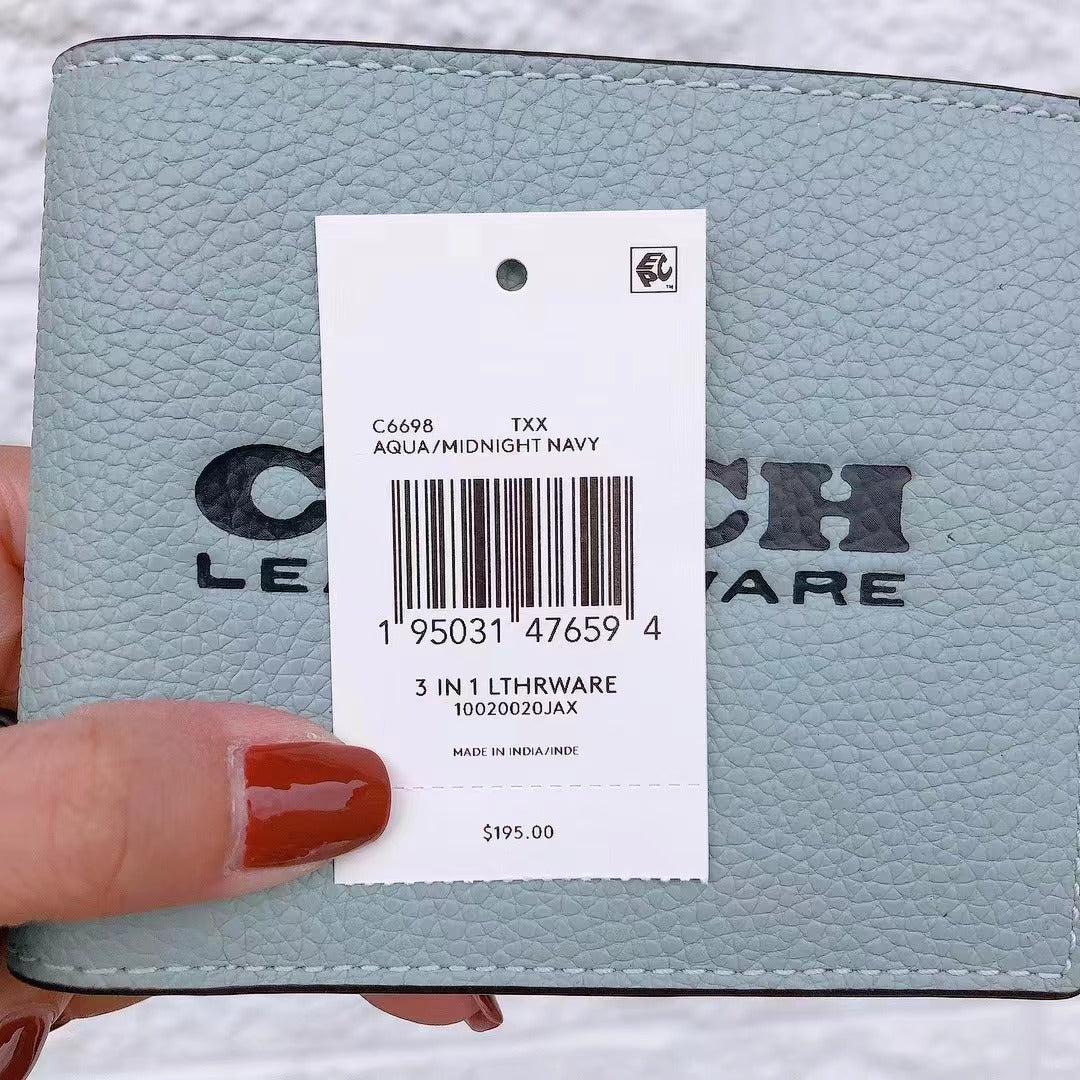 EPC™
C6698 TXX
AQUA/MIDNIGHT NAVY
1 95031 47659 4
3 IN 1 LTHRWARE
10020020JAX
MADE IN INDIA/INDE
$195.00